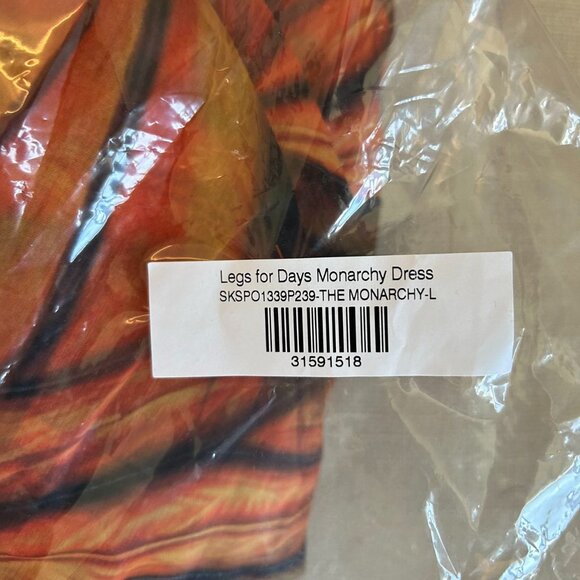 Legs for Days Monarchy Dress
SKSPO1339P239-THE MONARCHY-L
31591518